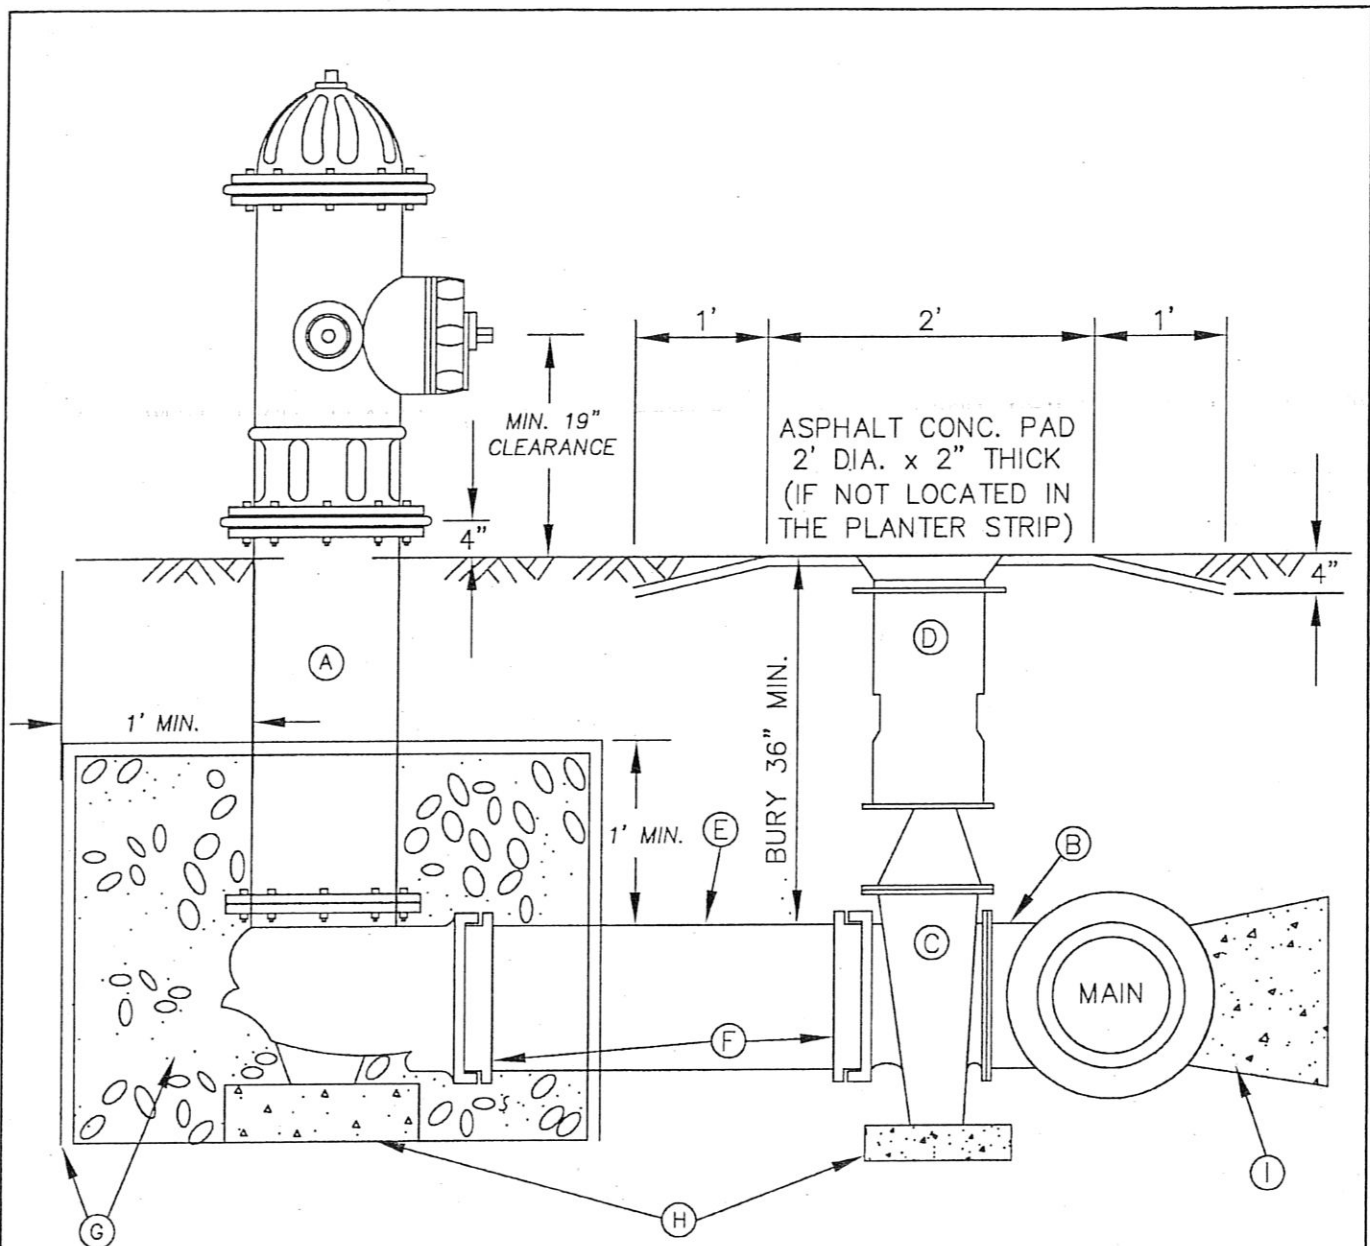 1' 2' 1'
MIN. 19"
CLEARANCE
ASPHALT CONC. PAD
2' DIA. x 2" THICK
(IF NOT LOCATED IN
THE PLANTER STRIP)
4"
4"
A
D
1' MIN.
BURY 36" MIN.
1' MIN.
E
B
C
MAIN
F
I
G
H